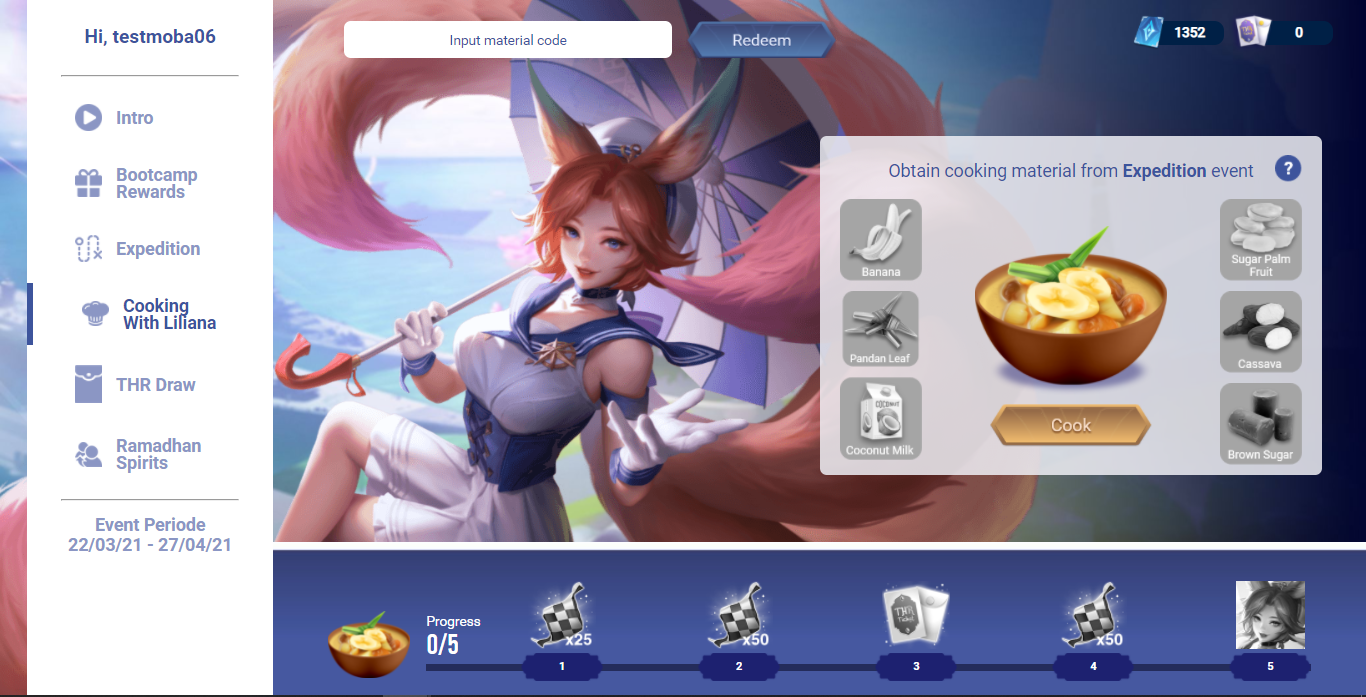 Hi, testmoba06
Intro
Bootcamp
Rewards
Expedition
Cooking
With Liliana
THR Draw
Ramadhan
Spirits
Event Periode
22/03/21 - 27/04/21
Input material code
Redeem
1352
0
Obtain cooking material from Expedition event
?
Banana
Pandan Leaf
COCONUT
Coconut Milk
Cook
Sugar Palm
Fruit
Cassava
Brown Sugar
Progress
0/5
x25
1
x50
2
THR
Ticket
3
x50
4
5